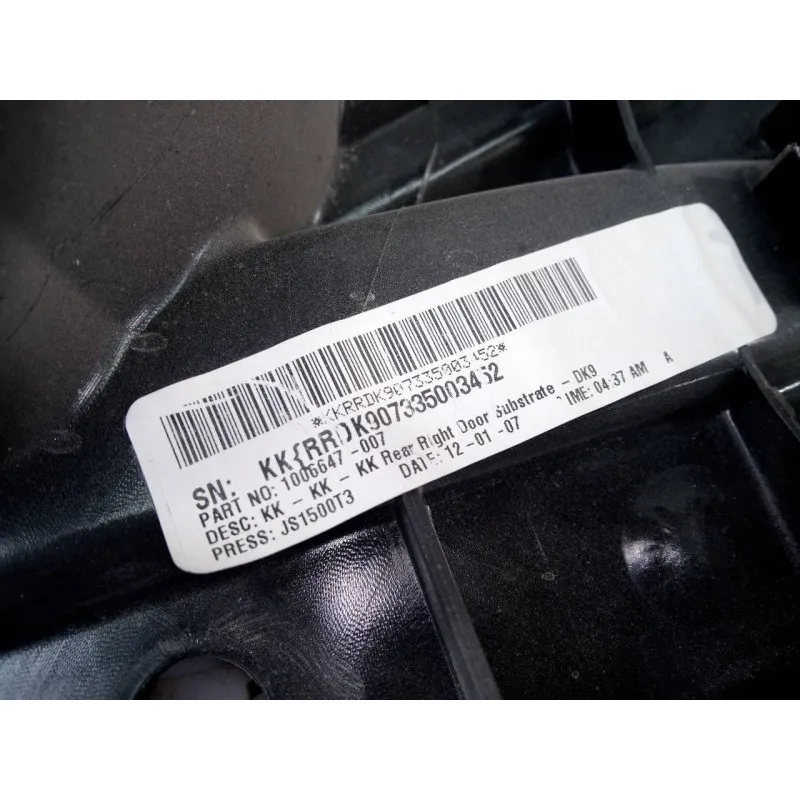 *KKRRDK907335003452*
SN: KK{RR}DK907335003452
PART NO: 1006647-007
DESC: KK - KK - KK Rear Right Door Substrate - DK9
PRESS: JS1500T3 DATE: 12-01-07 TIME: 04:37 AM A